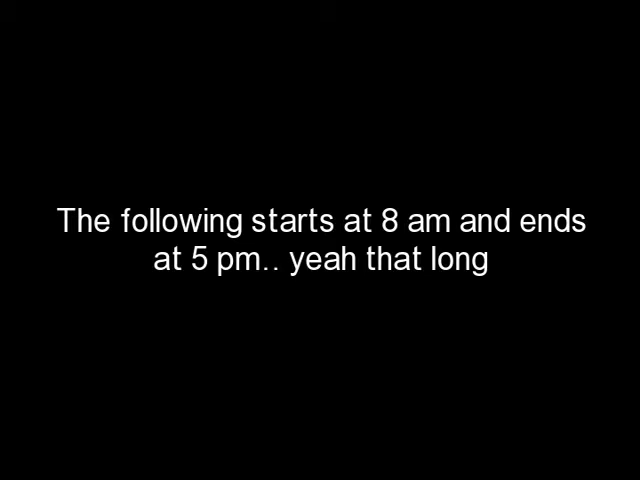 The following starts at 8 am and ends
at 5 pm.. yeah that long